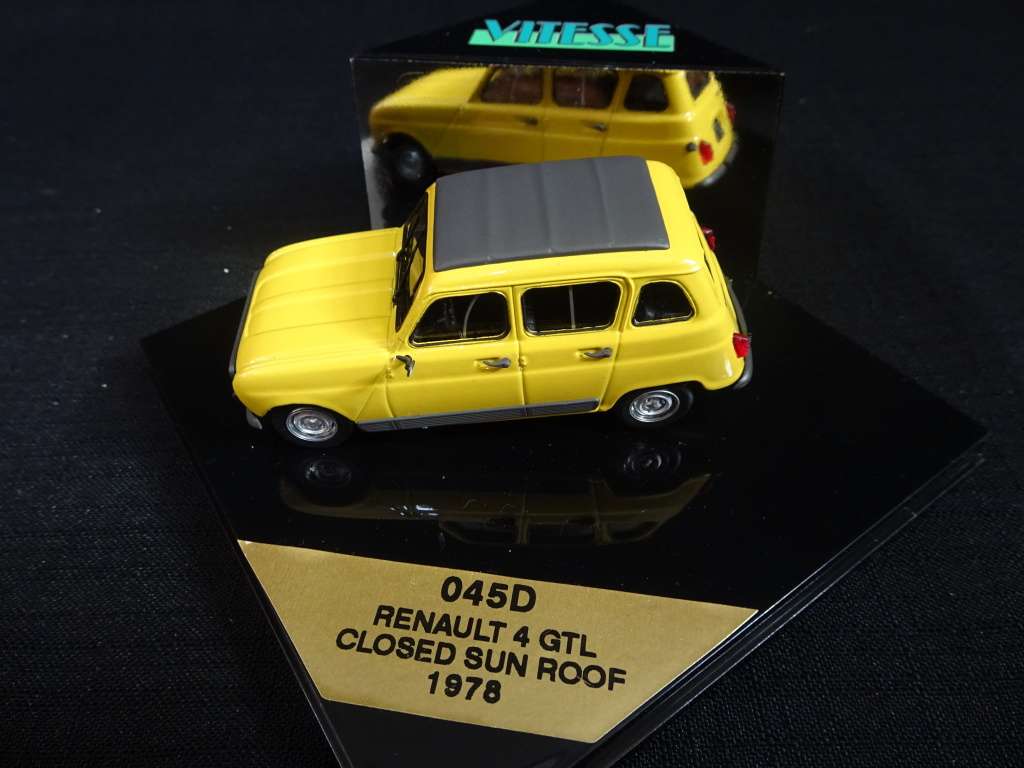 VITESSE
045D
RENAULT 4 GTL
CLOSED SUN ROOF
1978